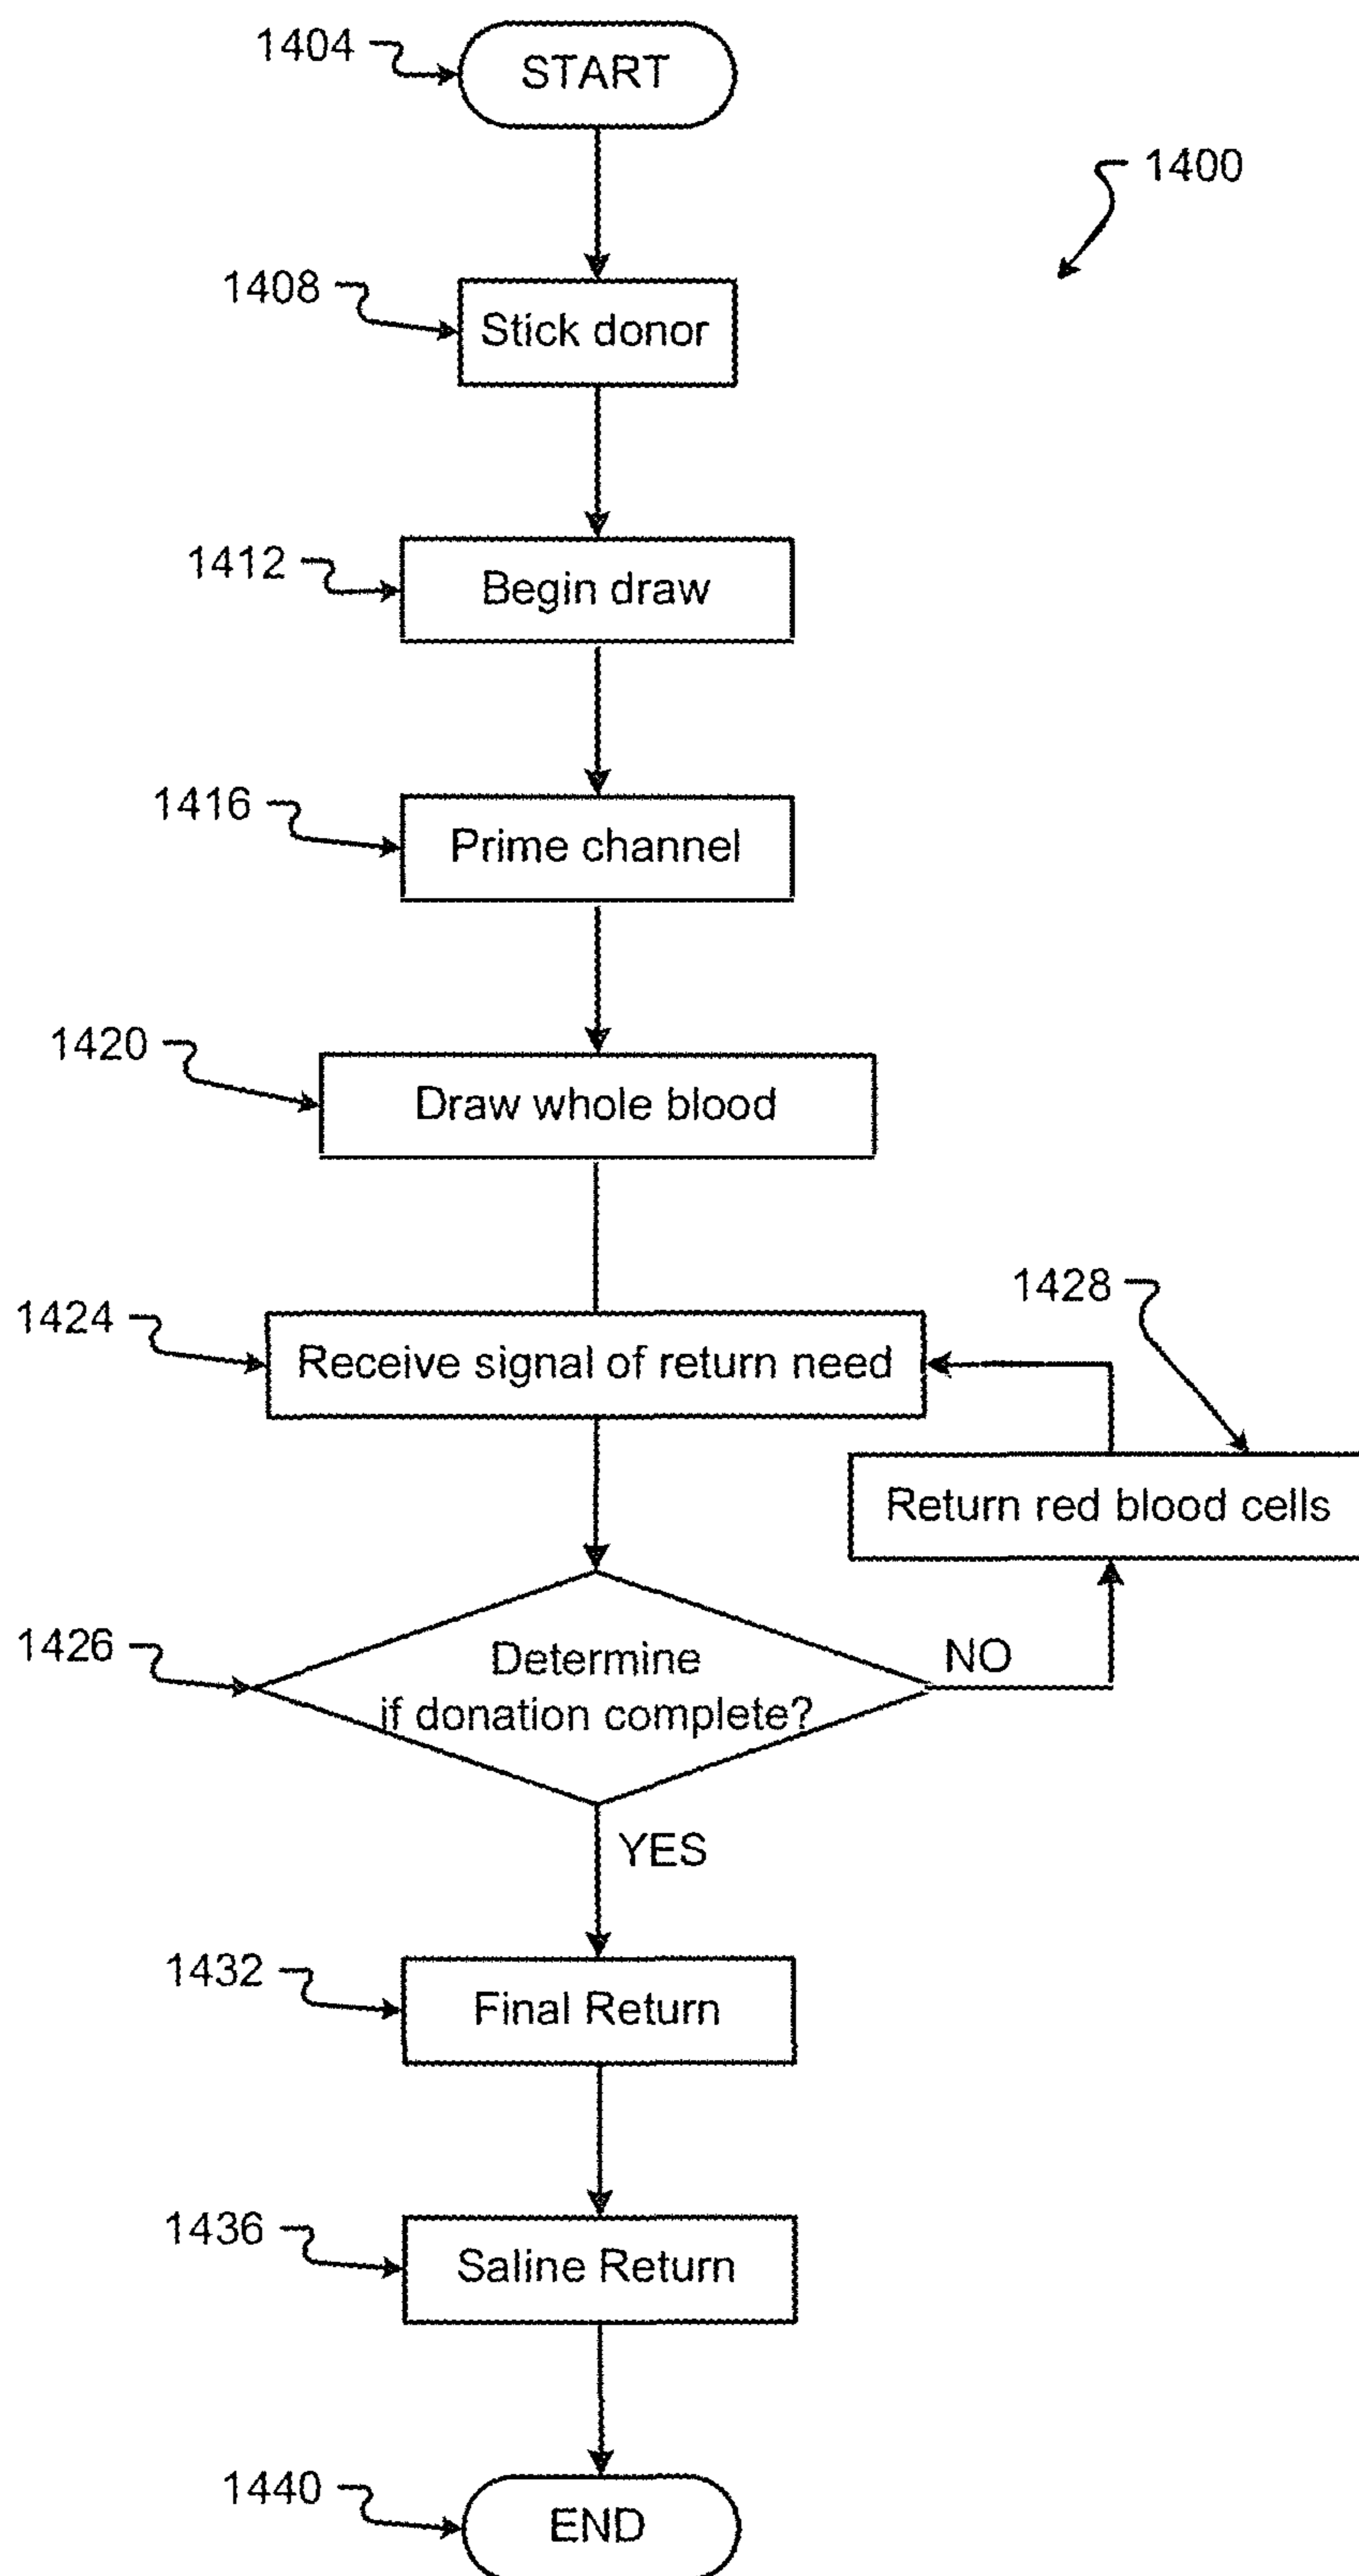 1404
START
1400
1408
Stick donor
1412
Begin draw
1416
Prime channel
1420
Draw whole blood
1428
1424
Receive signal of return need
Return red blood cells
1426
Determine
if donation complete?
NO
YES
1432
Final Return
1436
Saline Return
1440
END